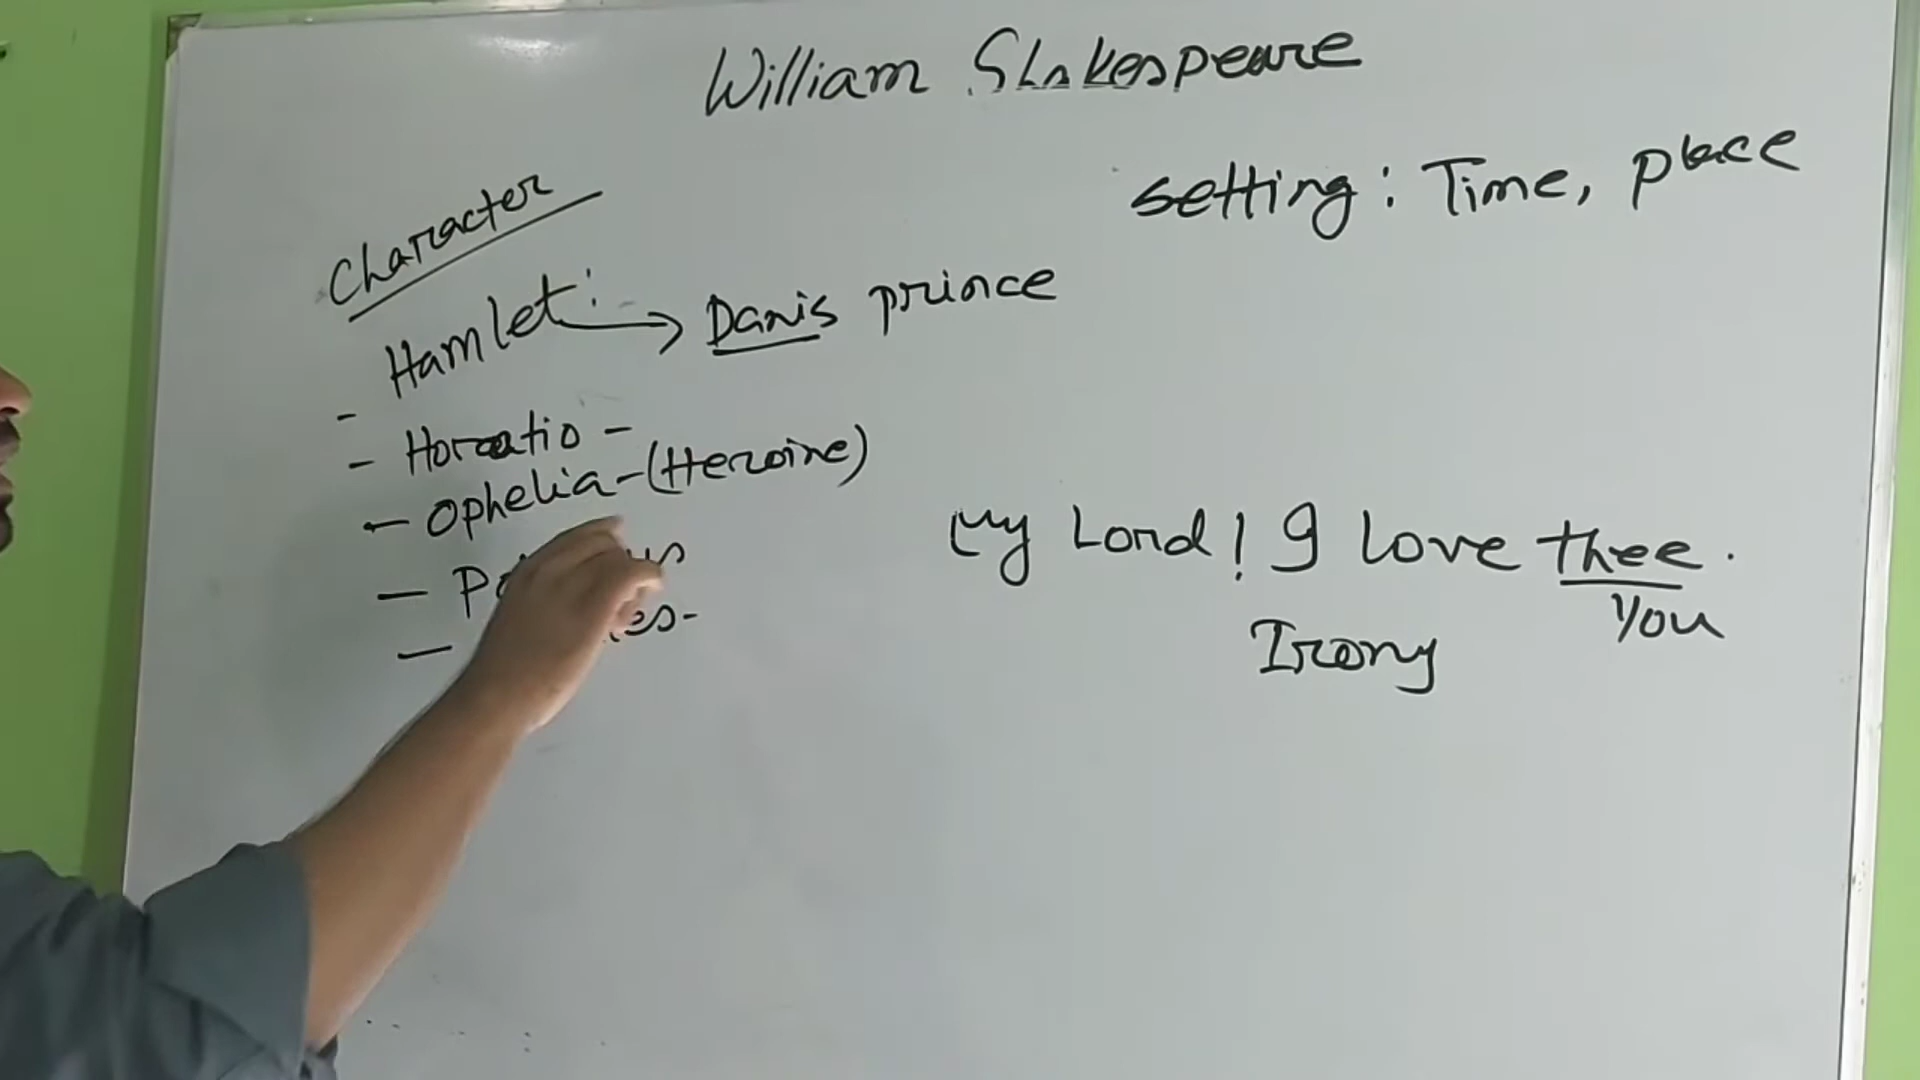 William Shakespeare
setting : Time, place
Character
Hamlet : → Danis prince
- Horatio -
- Ophelia - (Heroine)
My Lord! I love thee.
You
Irony